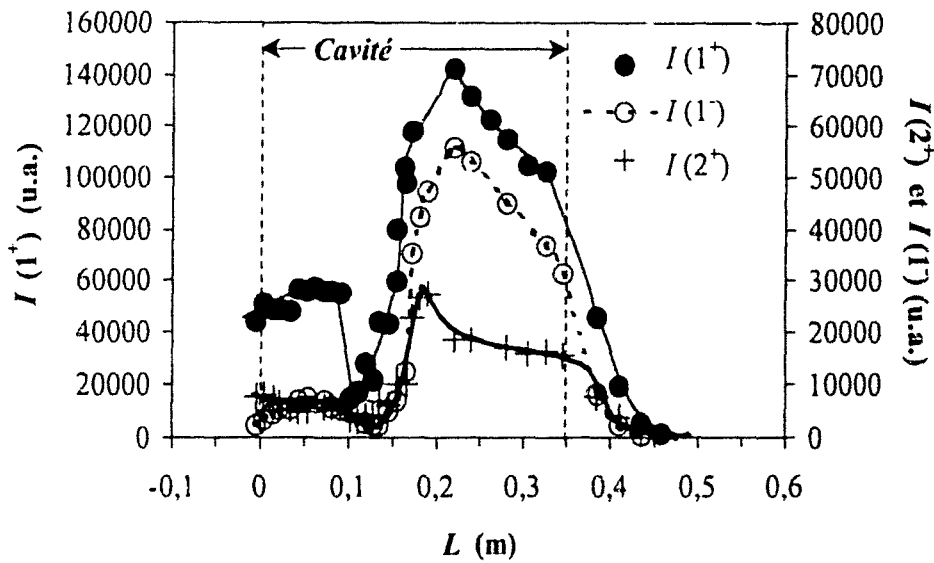 160000
140000
120000
100000
80000
60000
40000
20000
0
I (1⁺) (u.a.)
80000
70000
60000
50000
40000
30000
20000
10000
0
I (2⁺) et I (1⁻) (u.a.)
Cavité
I (1⁺)
I (1⁻)
I (2⁺)
-0,1 0 0,1 0,2 0,3 0,4 0,5 0,6
L (m)